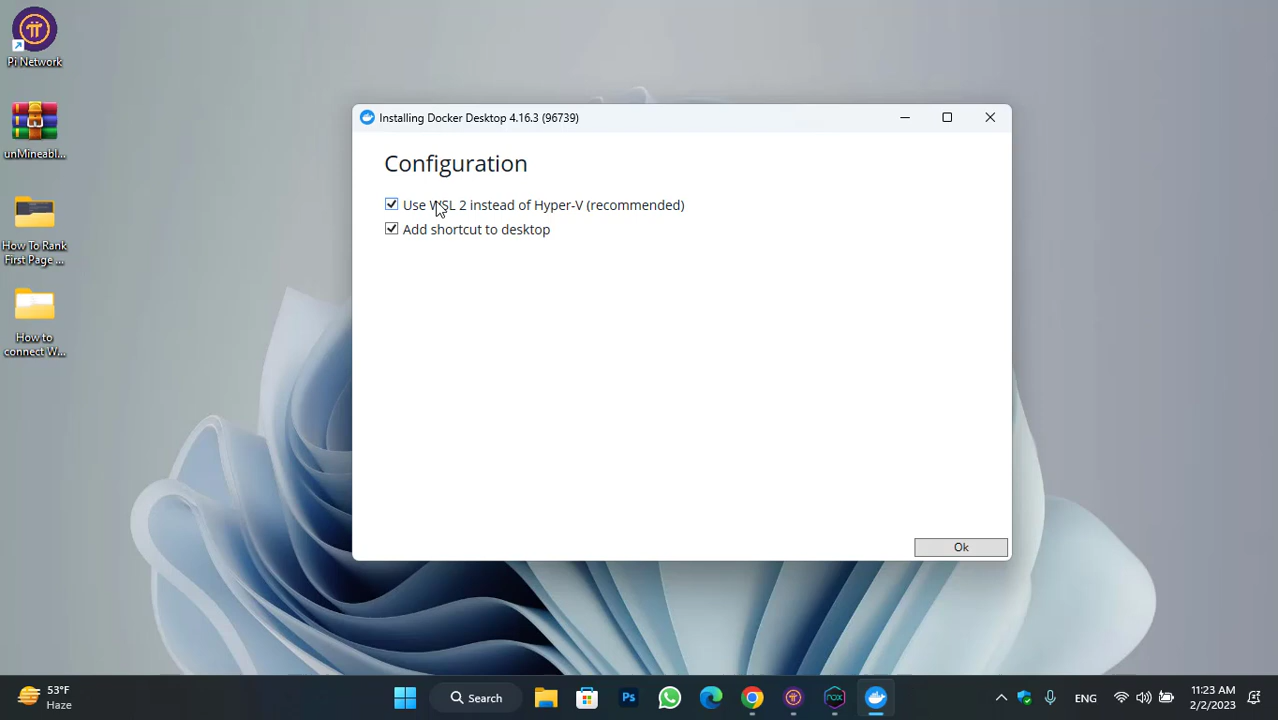 Pi Network
unMineabl...
How To Rank
First Page ...
How to
connect W...
Installing Docker Desktop 4.16.3 (96739)
Configuration
Use WSL 2 instead of Hyper-V (recommended)
Add shortcut to desktop
Ok
53°F
Haze
Search
Ps
nox
ENG
11:23 AM
2/2/2023